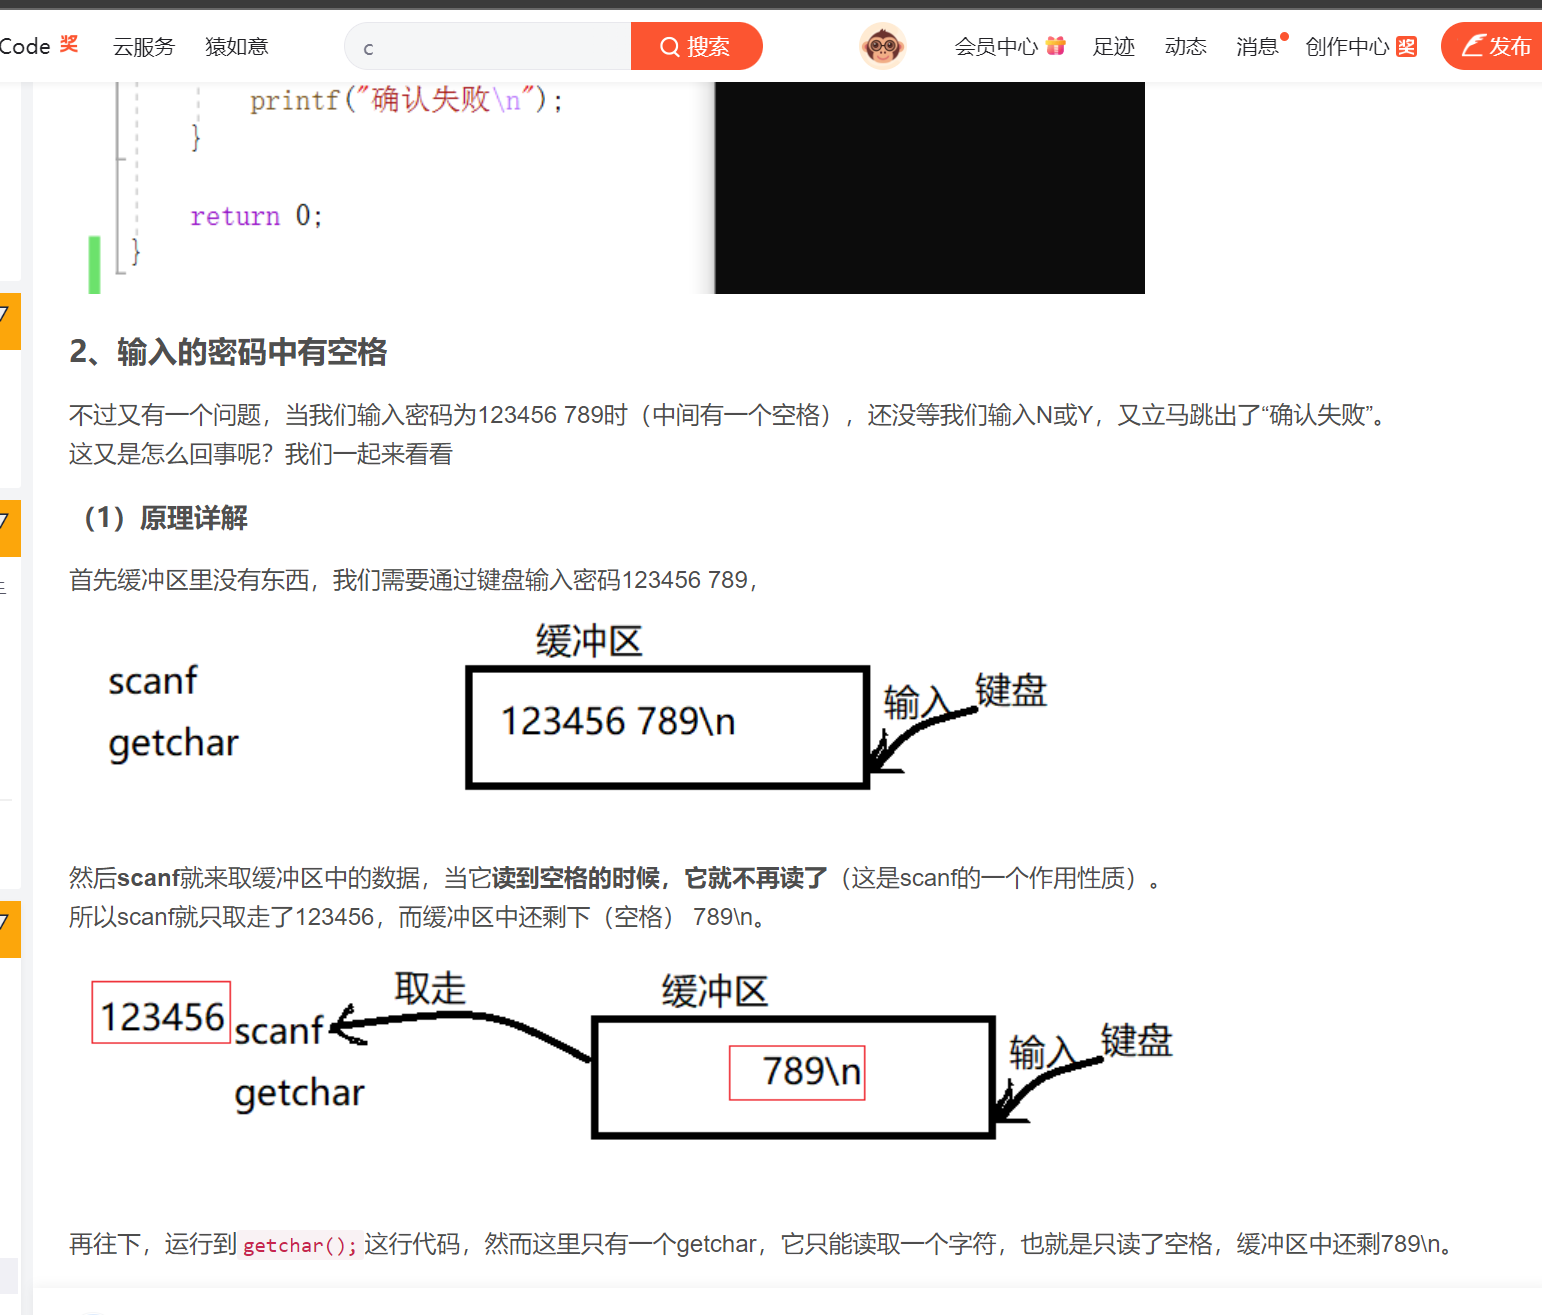 Code 奖 云服务 猿如意 c 搜索 会员中心 足迹 动态 消息 创作中心 奖 发布
printf("确认失败\n");
}
return 0;
}
2、输入的密码中有空格
不过又有一个问题，当我们输入密码为123456 789时（中间有一个空格），还没等我们输入N或Y，又立马跳出了“确认失败”。
这又是怎么回事呢？我们一起来看看
（1）原理详解
首先缓冲区里没有东西，我们需要通过键盘输入密码123456 789，
缓冲区
scanf
getchar
123456 789\n
输入
键盘
然后scanf就来取缓冲区中的数据，当它读到空格的时候，它就不再读了（这是scanf的一个作用性质）。
所以scanf就只取走了123456，而缓冲区中还剩下（空格） 789\n。
取走
缓冲区
123456
scanf
getchar
789\n
输入
键盘
再往下，运行到getchar();这行代码，然而这里只有一个getchar，它只能读取一个字符，也就是只读了空格，缓冲区中还剩789\n。